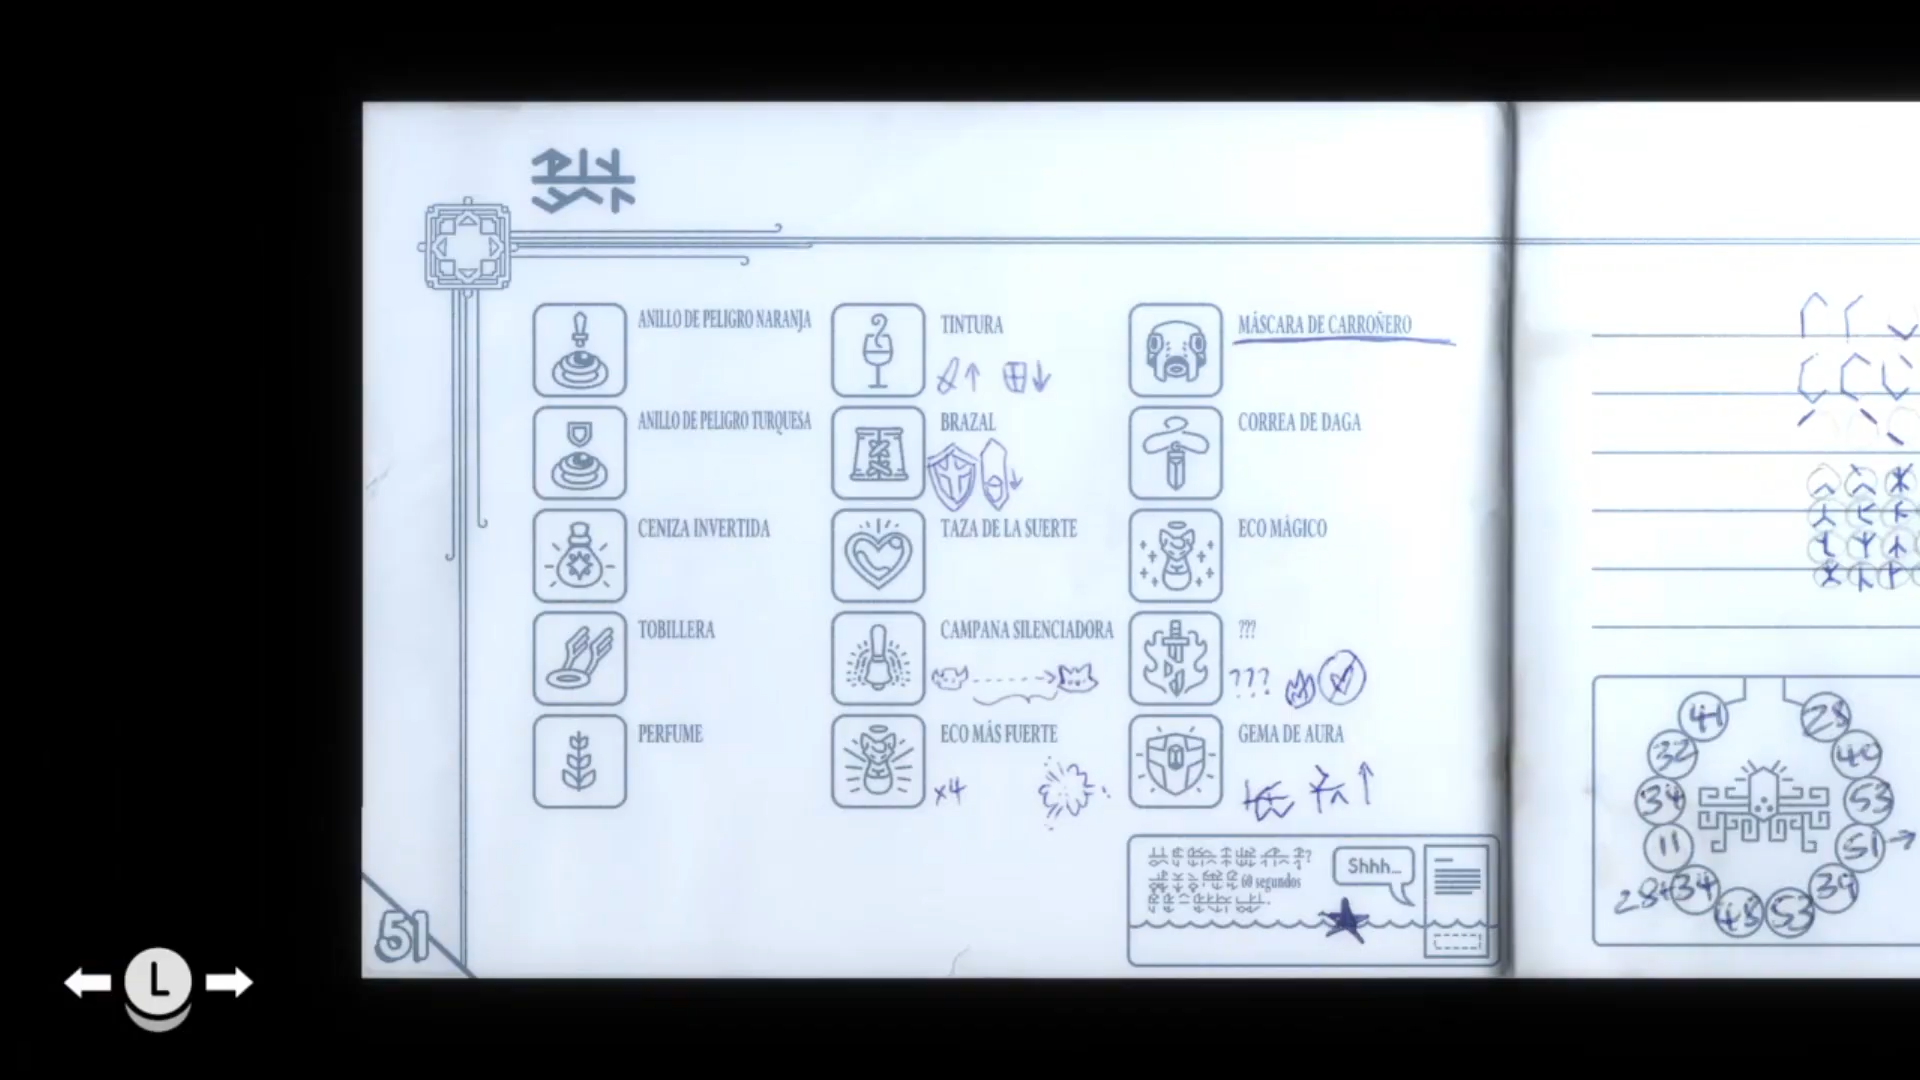 ANILLO DE PELIGRO NARANJA
ANILLO DE PELIGRO TURQUESA
CENIZA INVERTIDA
TOBILLERA
PERFUME
TINTURA
BRAZAL
TAZA DE LA SUERTE
CAMPANA SILENCIADORA
ECO MÁS FUERTE
x4
MÁSCARA DE CARROÑERO
CORREA DE DAGA
ECO MÁGICO
???
???
GEMA DE AURA
60 segundos
Shhh...
51
L
41
28
32
40
34
53
11
51
28+34
39
48
53